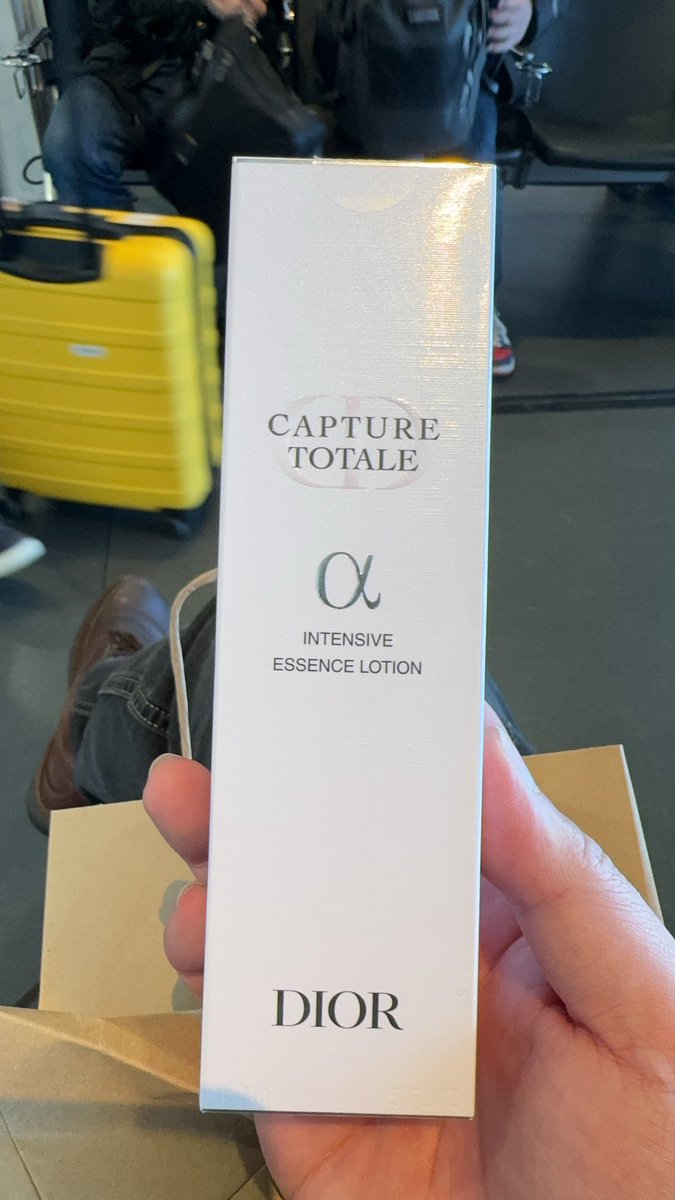 CAPTURE
TOTALE
α
INTENSIVE
ESSENCE LOTION
DIOR